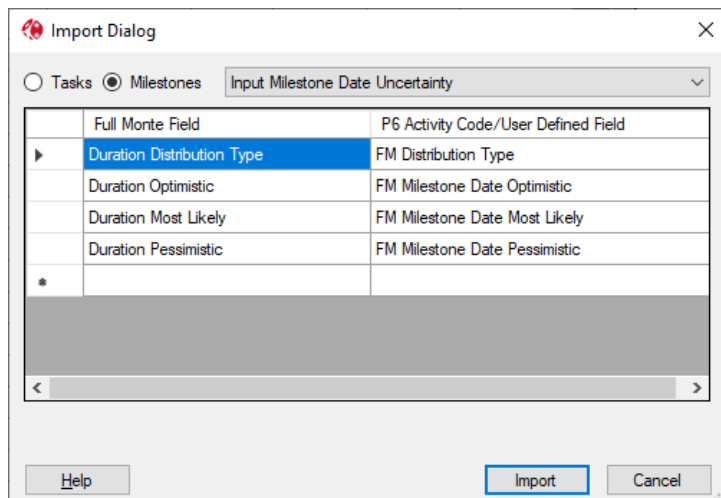 Import Dialog
Tasks Milestones Input Milestone Date Uncertainty
Full Monte Field P6 Activity Code/User Defined Field
Duration Distribution Type FM Distribution Type
Duration Optimistic FM Milestone Date Optimistic
Duration Most Likely FM Milestone Date Most Likely
Duration Pessimistic FM Milestone Date Pessimistic
Help Import Cancel